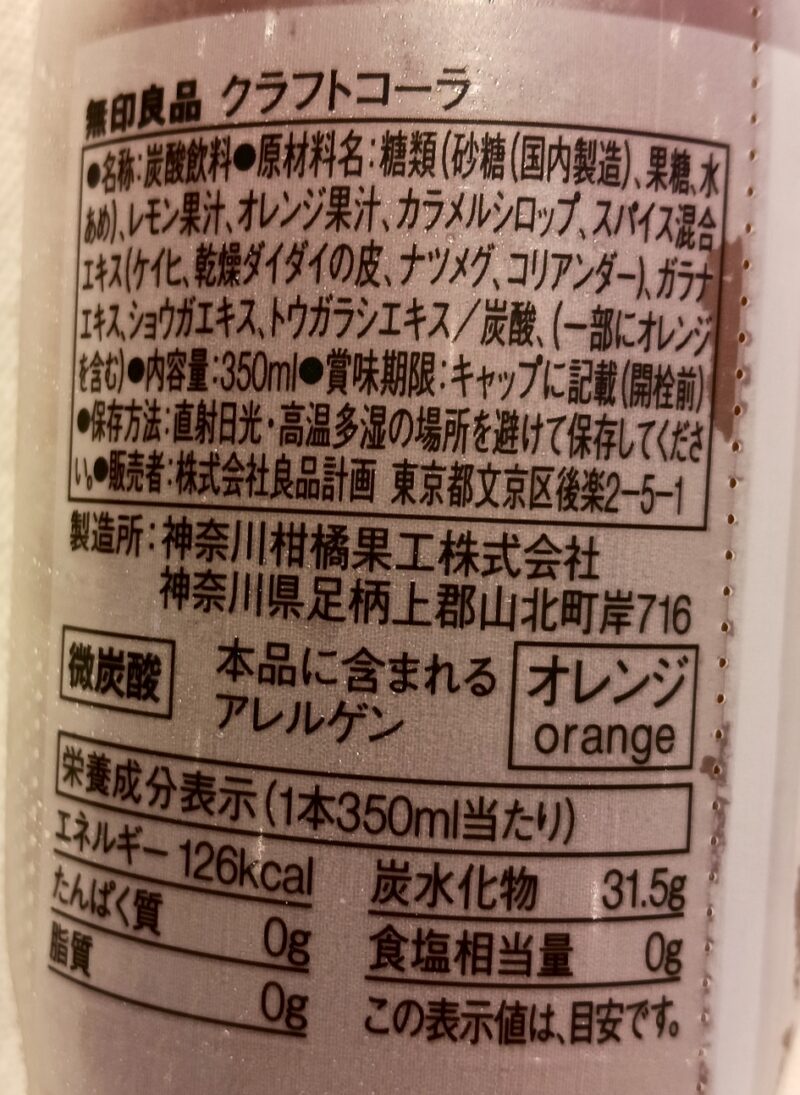 無印良品 クラフトコーラ
●名称:炭酸飲料●原材料名:糖類(砂糖(国内製造)、果糖、水
あめ)、レモン果汁、オレンジ果汁、カラメルシロップ、スパイス混合
エキス(ケイヒ、乾燥ダイダイの皮、ナツメグ、コリアンダー)、ガラナ
エキス、ショウガエキス、トウガラシエキス/炭酸、(一部にオレンジ
を含む)●内容量:350ml●賞味期限:キャップに記載(開栓前)
●保存方法:直射日光・高温多湿の場所を避けて保存してくださ
い。●販売者:株式会社良品計画 東京都文京区後楽2-5-1
製造所:神奈川柑橘果工株式会社
神奈川県足柄上郡山北町岸716
微炭酸 本品に含まれる
アレルゲン
オレンジ
orange
栄養成分表示(1本350ml当たり)
エネルギー 126kcal
たんぱく質 0g
脂質 0g
炭水化物 31.5g
食塩相当量 0g
この表示値は、目安です。